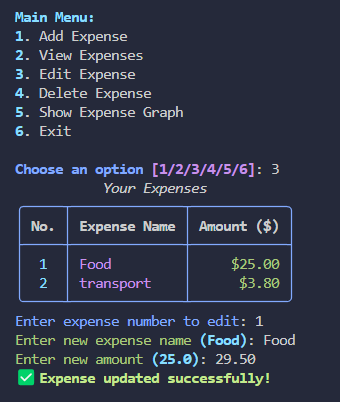 Main Menu:
1. Add Expense
2. View Expenses
3. Edit Expense
4. Delete Expense
5. Show Expense Graph
6. Exit
Choose an option [1/2/3/4/5/6]: 3
Your Expenses
No. Expense Name Amount ($)
1 Food $25.00
2 transport $3.80
Enter expense number to edit: 1
Enter new expense name (Food): Food
Enter new amount (25.0): 29.50
✅ Expense updated successfully!